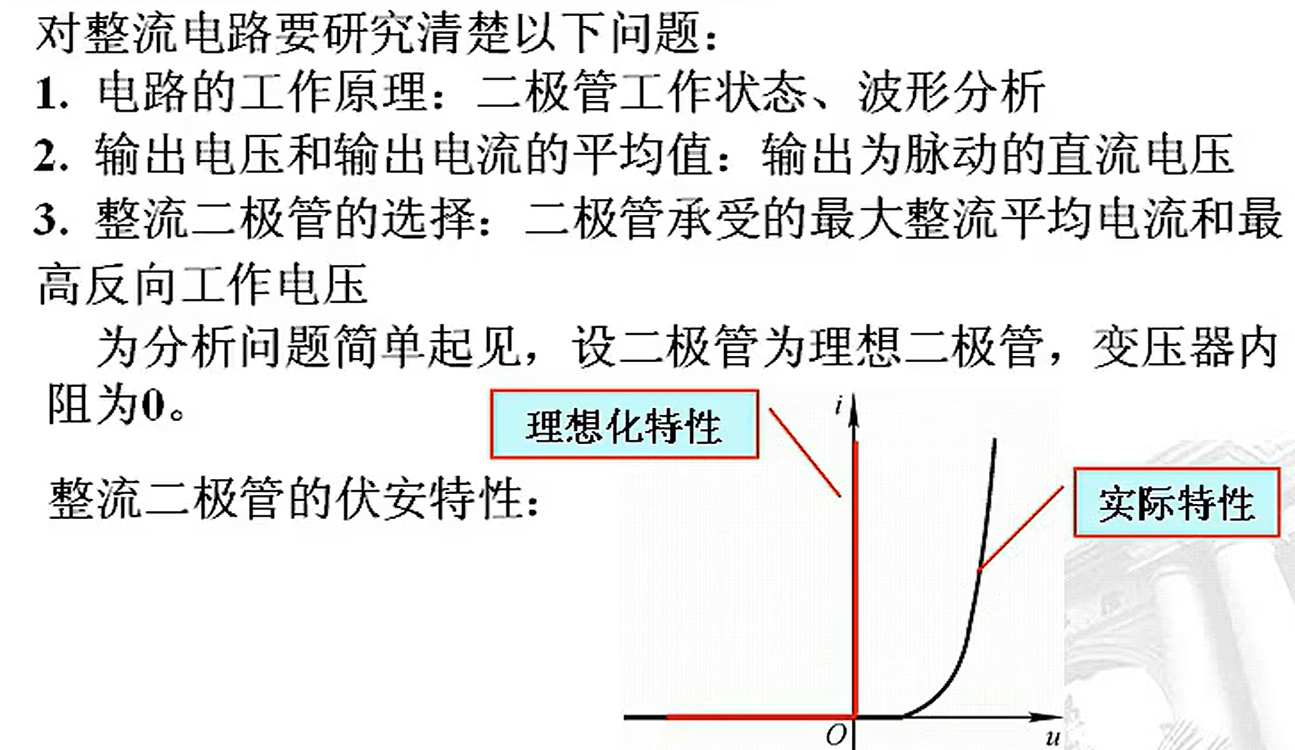 对整流电路要研究清楚以下问题：
1. 电路的工作原理：二极管工作状态、波形分析
2. 输出电压和输出电流的平均值：输出为脉动的直流电压
3. 整流二极管的选择：二极管承受的最大整流平均电流和最
高反向工作电压
为分析问题简单起见，设二极管为理想二极管，变压器内
阻为0。
理想化特性
i
整流二极管的伏安特性：
实际特性
O
u